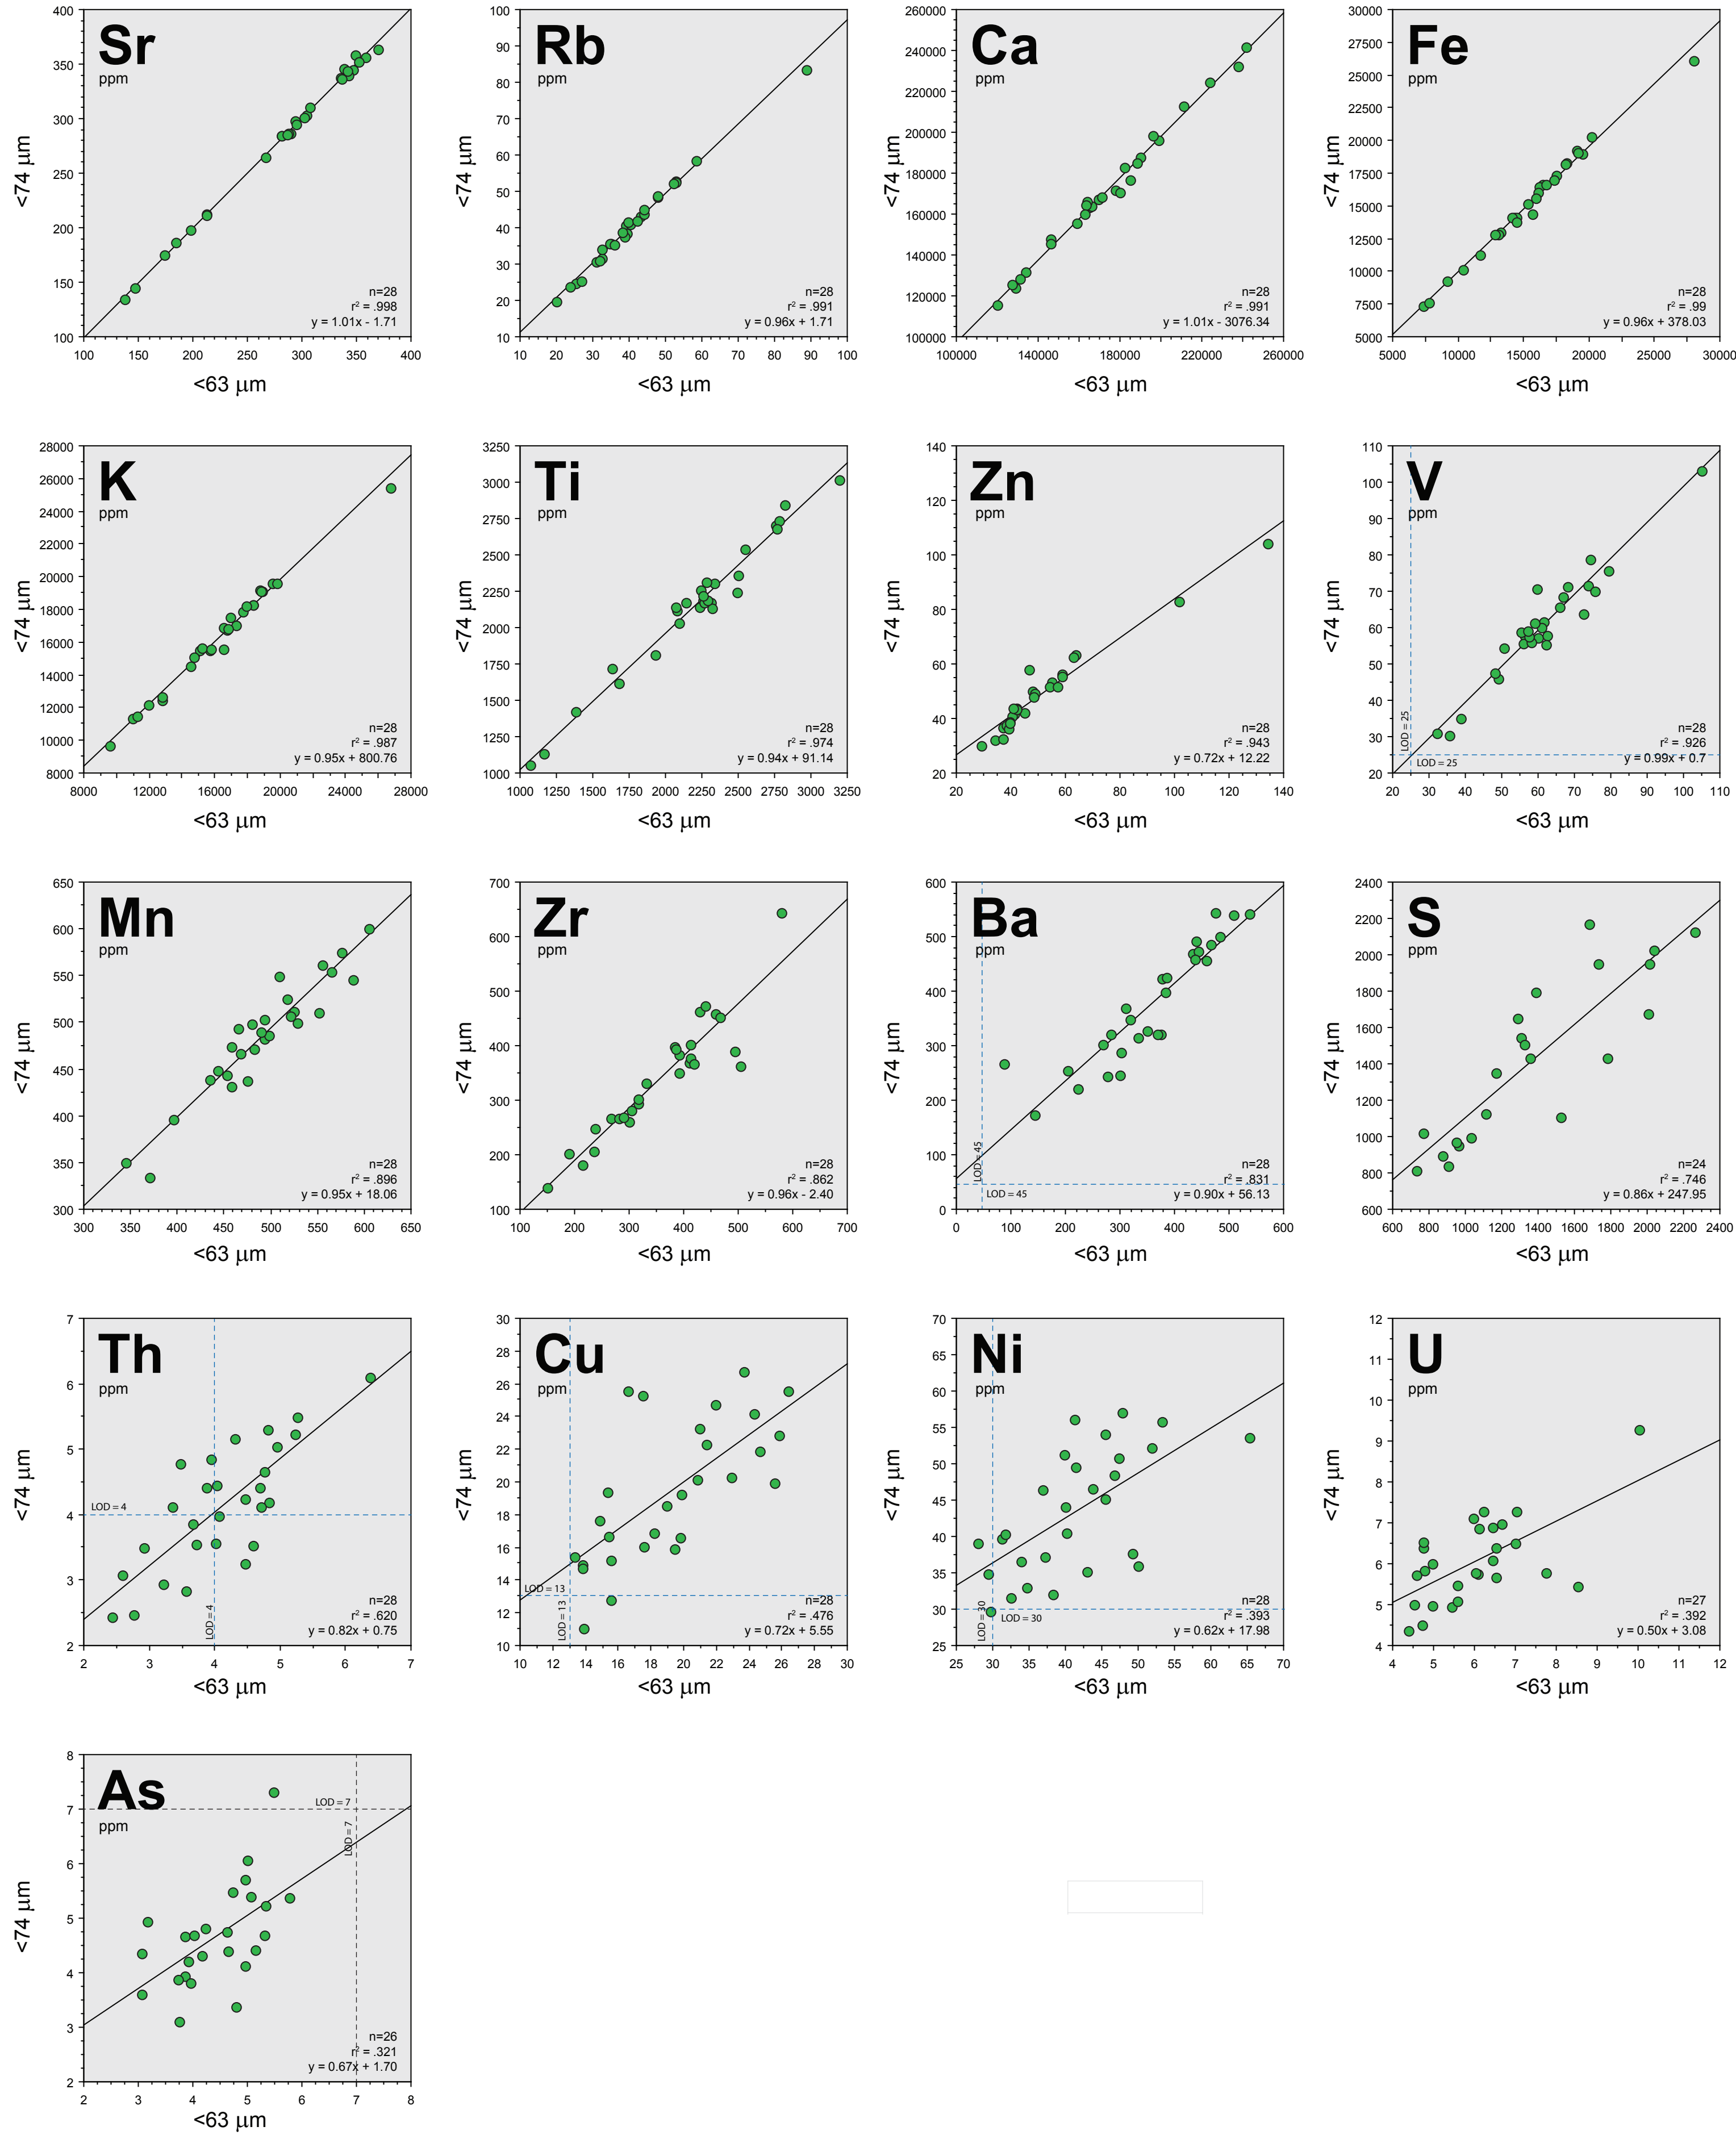 Sr
ppm
<74 μm
400
350
300
250
200
150
100
n=28
r² = .998
y = 1.01x - 1.71
100 150 200 250 300 350 400
<63 μm
Rb
ppm
<74 μm
100
90
80
70
60
50
40
30
20
10
n=28
r² = .991
y = 0.96x + 1.71
10 20 30 40 50 60 70 80 90 100
<63 μm
Ca
ppm
<74 μm
260000
240000
220000
200000
180000
160000
140000
120000
100000
n=28
r² = .991
y = 1.01x - 3076.34
100000 140000 180000 220000 260000
<63 μm
Fe
ppm
<74 μm
30000
27500
25000
22500
20000
17500
15000
12500
10000
7500
5000
n=28
r² = .99
y = 0.96x + 378.03
5000 10000 15000 20000 25000 30000
<63 μm
K
ppm
<74 μm
28000
26000
24000
22000
20000
18000
16000
14000
12000
10000
8000
n=28
r² = .987
y = 0.95x + 800.76
8000 12000 16000 20000 24000 28000
<63 μm
Ti
ppm
<74 μm
3250
3000
2750
2500
2250
2000
1750
1500
1250
1000
n=28
r² = .974
y = 0.94x + 91.14
1000 1250 1500 1750 2000 2250 2500 2750 3000 3250
<63 μm
Zn
ppm
<74 μm
140
120
100
80
60
40
20
n=28
r² = .943
y = 0.72x + 12.22
20 40 60 80 100 120 140
<63 μm
V
ppm
<74 μm
110
100
90
80
70
60
50
40
30
20
LOD = 25
LOD = 25
n=28
r² = .926
y = 0.99x + 0.7
20 30 40 50 60 70 80 90 100 110
<63 μm
Mn
ppm
<74 μm
650
600
550
500
450
400
350
300
n=28
r² = .896
y = 0.95x + 18.06
300 350 400 450 500 550 600 650
<63 μm
Zr
ppm
<74 μm
700
600
500
400
300
200
100
n=28
r² = .862
y = 0.96x - 2.40
100 200 300 400 500 600 700
<63 μm
Ba
ppm
<74 μm
600
500
400
300
200
100
0
LOD = 45
LOD = 45
n=28
r² = .831
y = 0.90x + 56.13
0 100 200 300 400 500 600
<63 μm
S
ppm
<74 μm
2400
2200
2000
1800
1600
1400
1200
1000
800
600
n=24
r² = .746
y = 0.86x + 247.95
600 800 1000 1200 1400 1600 1800 2000 2200 2400
<63 μm
Th
ppm
<74 μm
7
6
5
4
3
2
LOD = 4
LOD = 4
n=28
r² = .620
y = 0.82x + 0.75
2 3 4 5 6 7
<63 μm
Cu
ppm
<74 μm
30
28
26
24
22
20
18
16
14
12
10
LOD = 13
LOD = 13
n=28
r² = .476
y = 0.72x + 5.55
10 12 14 16 18 20 22 24 26 28 30
<63 μm
Ni
ppm
<74 μm
70
65
60
55
50
45
40
35
30
25
LOD = 30
LOD = 30
n=28
r² = .393
y = 0.62x + 17.98
25 30 35 40 45 50 55 60 65 70
<63 μm
U
ppm
<74 μm
12
11
10
9
8
7
6
5
4
n=27
r² = .392
y = 0.50x + 3.08
4 5 6 7 8 9 10 11 12
<63 μm
As
ppm
<74 μm
8
7
6
5
4
3
2
LOD = 7
LOD = 7
n=26
r² = .321
y = 0.67x + 1.70
2 3 4 5 6 7 8
<63 μm